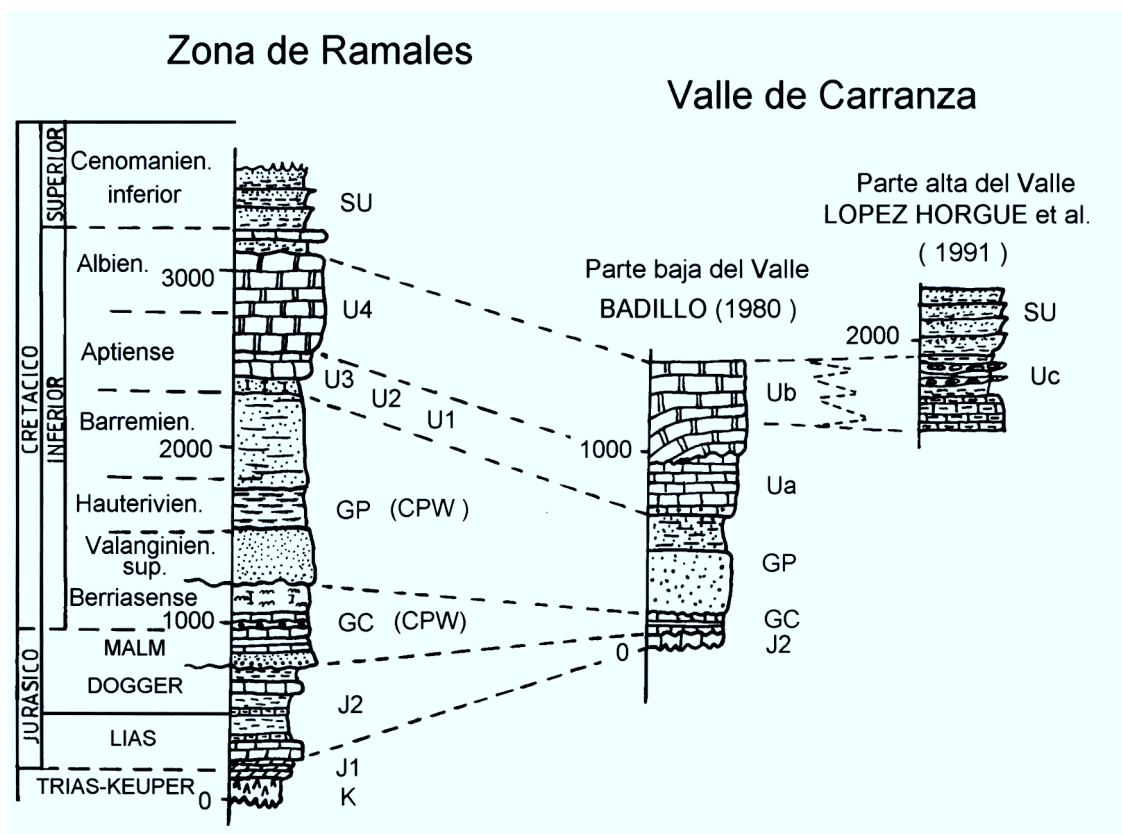 Zona de Ramales
Valle de Carranza
CRETACICO
SUPERIOR
INFERIOR
JURASICO
Cenomanien.
inferior
Albien.
3000
Aptiense
Barremien.
2000
Hauterivien.
Valanginien.
sup.
Berriasense
1000
MALM
DOGGER
LIAS
TRIAS-KEUPER
0
SU
U4
U3
U2
U1
GP (CPW )
GC (CPW)
J2
J1
K
Parte baja del Valle
BADILLO (1980 )
1000
0
Ub
Ua
GP
GC
J2
Parte alta del Valle
LOPEZ HORGUE et al.
( 1991 )
2000
SU
Uc